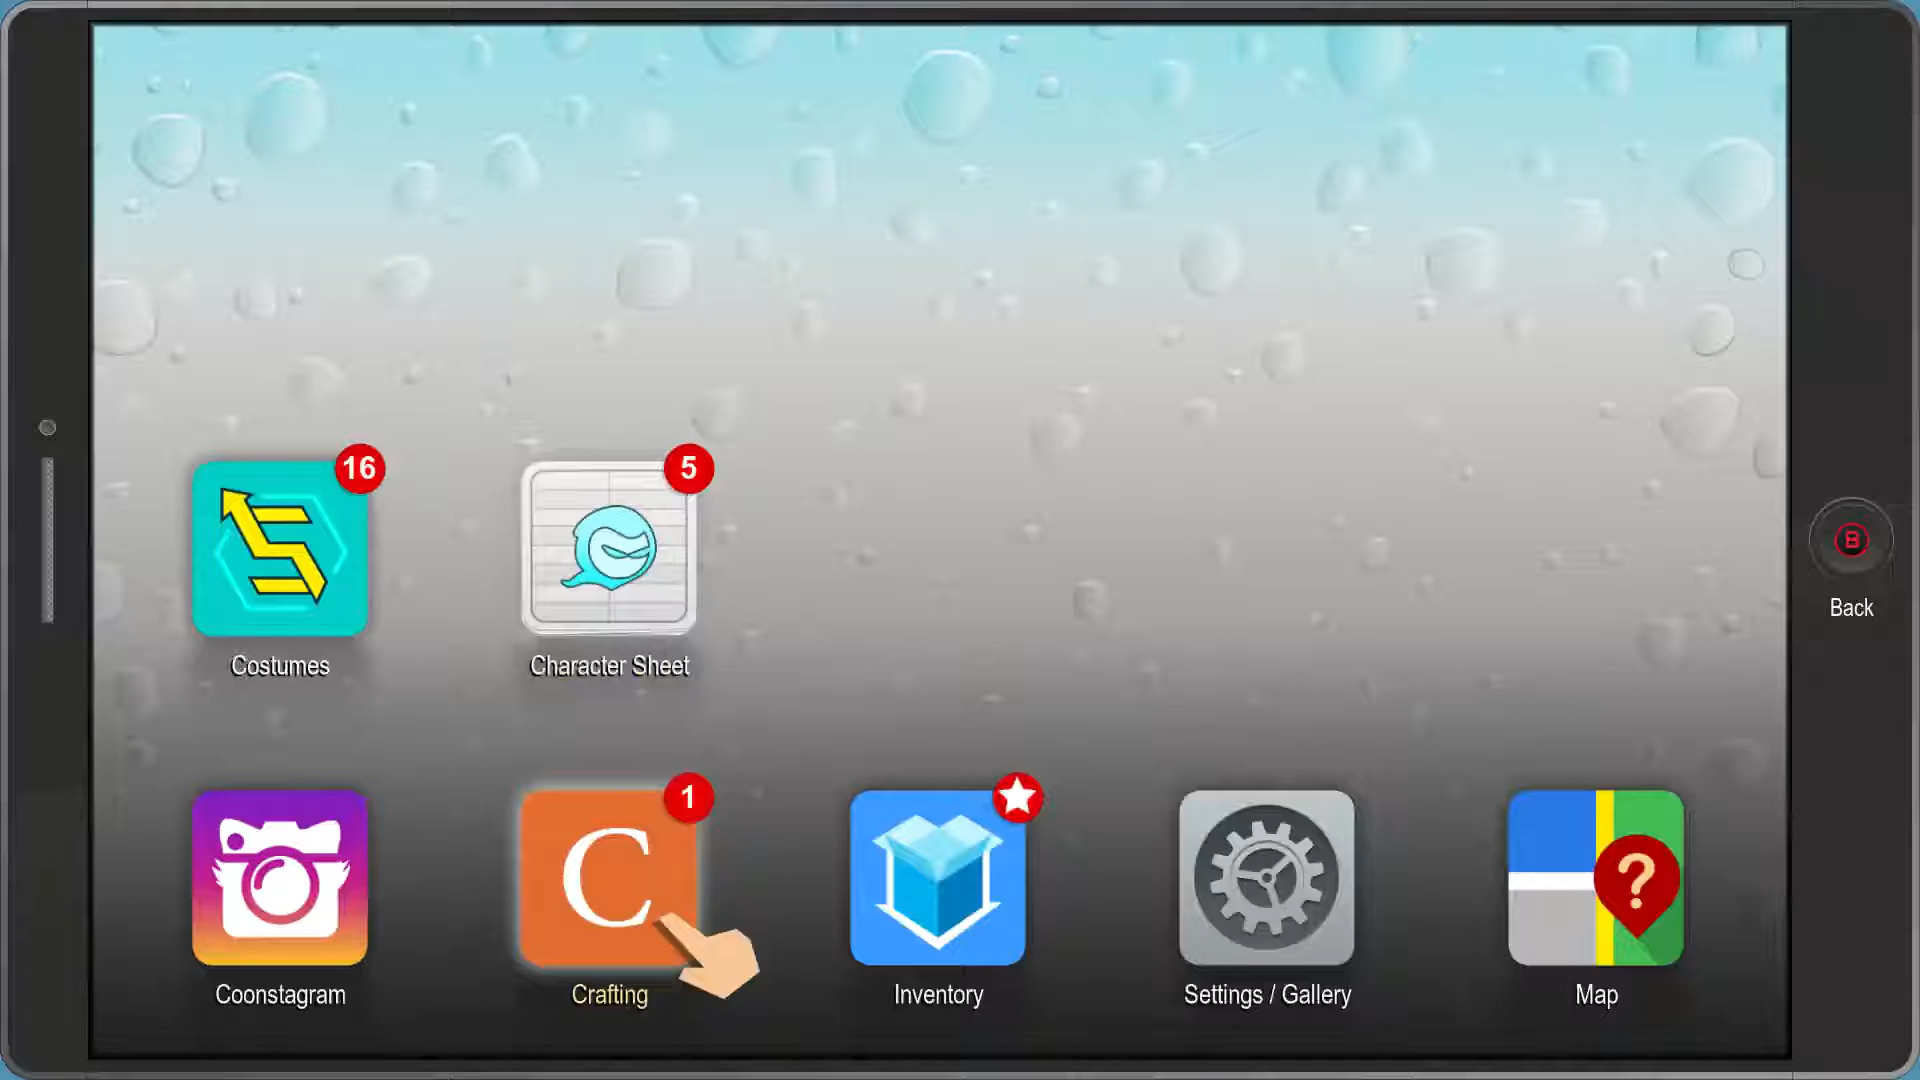 16
5
Costumes
Character Sheet
B
Back
1
C
?
Coonstagram
Crafting
Inventory
Settings / Gallery
Map